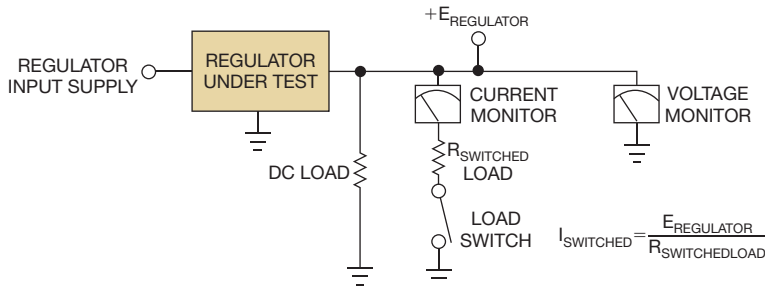 +E_REGULATOR
REGULATOR
INPUT SUPPLY
REGULATOR
UNDER TEST
CURRENT
MONITOR
VOLTAGE
MONITOR
DC LOAD
R_SWITCHED
LOAD
LOAD
SWITCH
I_SWITCHED = E_REGULATOR / R_SWITCHEDLOAD